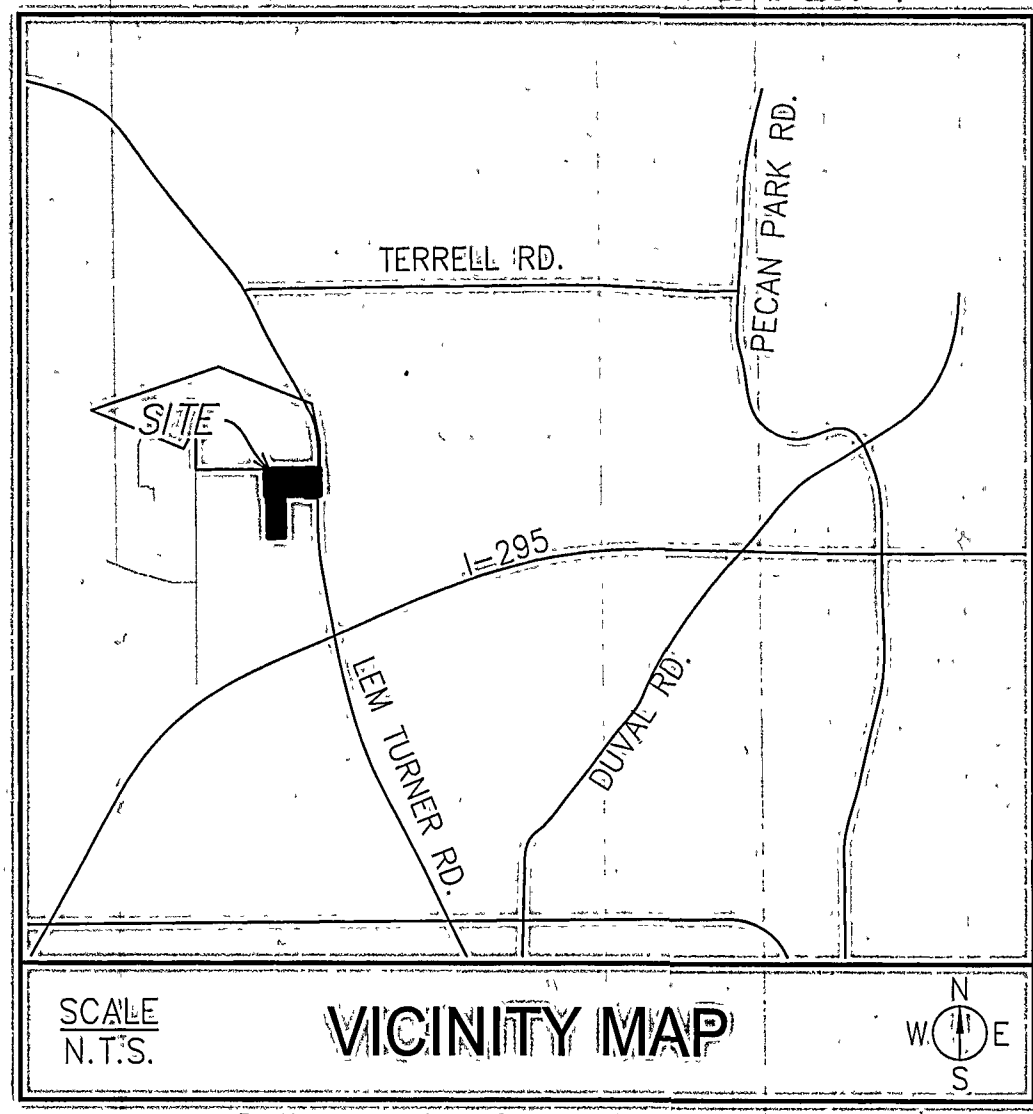 TERRELL RD.
PECAN PARK RD.
SITE
I-295
LEM TURNER RD.
DUVAL RD.
SCALE
N.T.S.
VICINITY MAP
N
W.
E
S